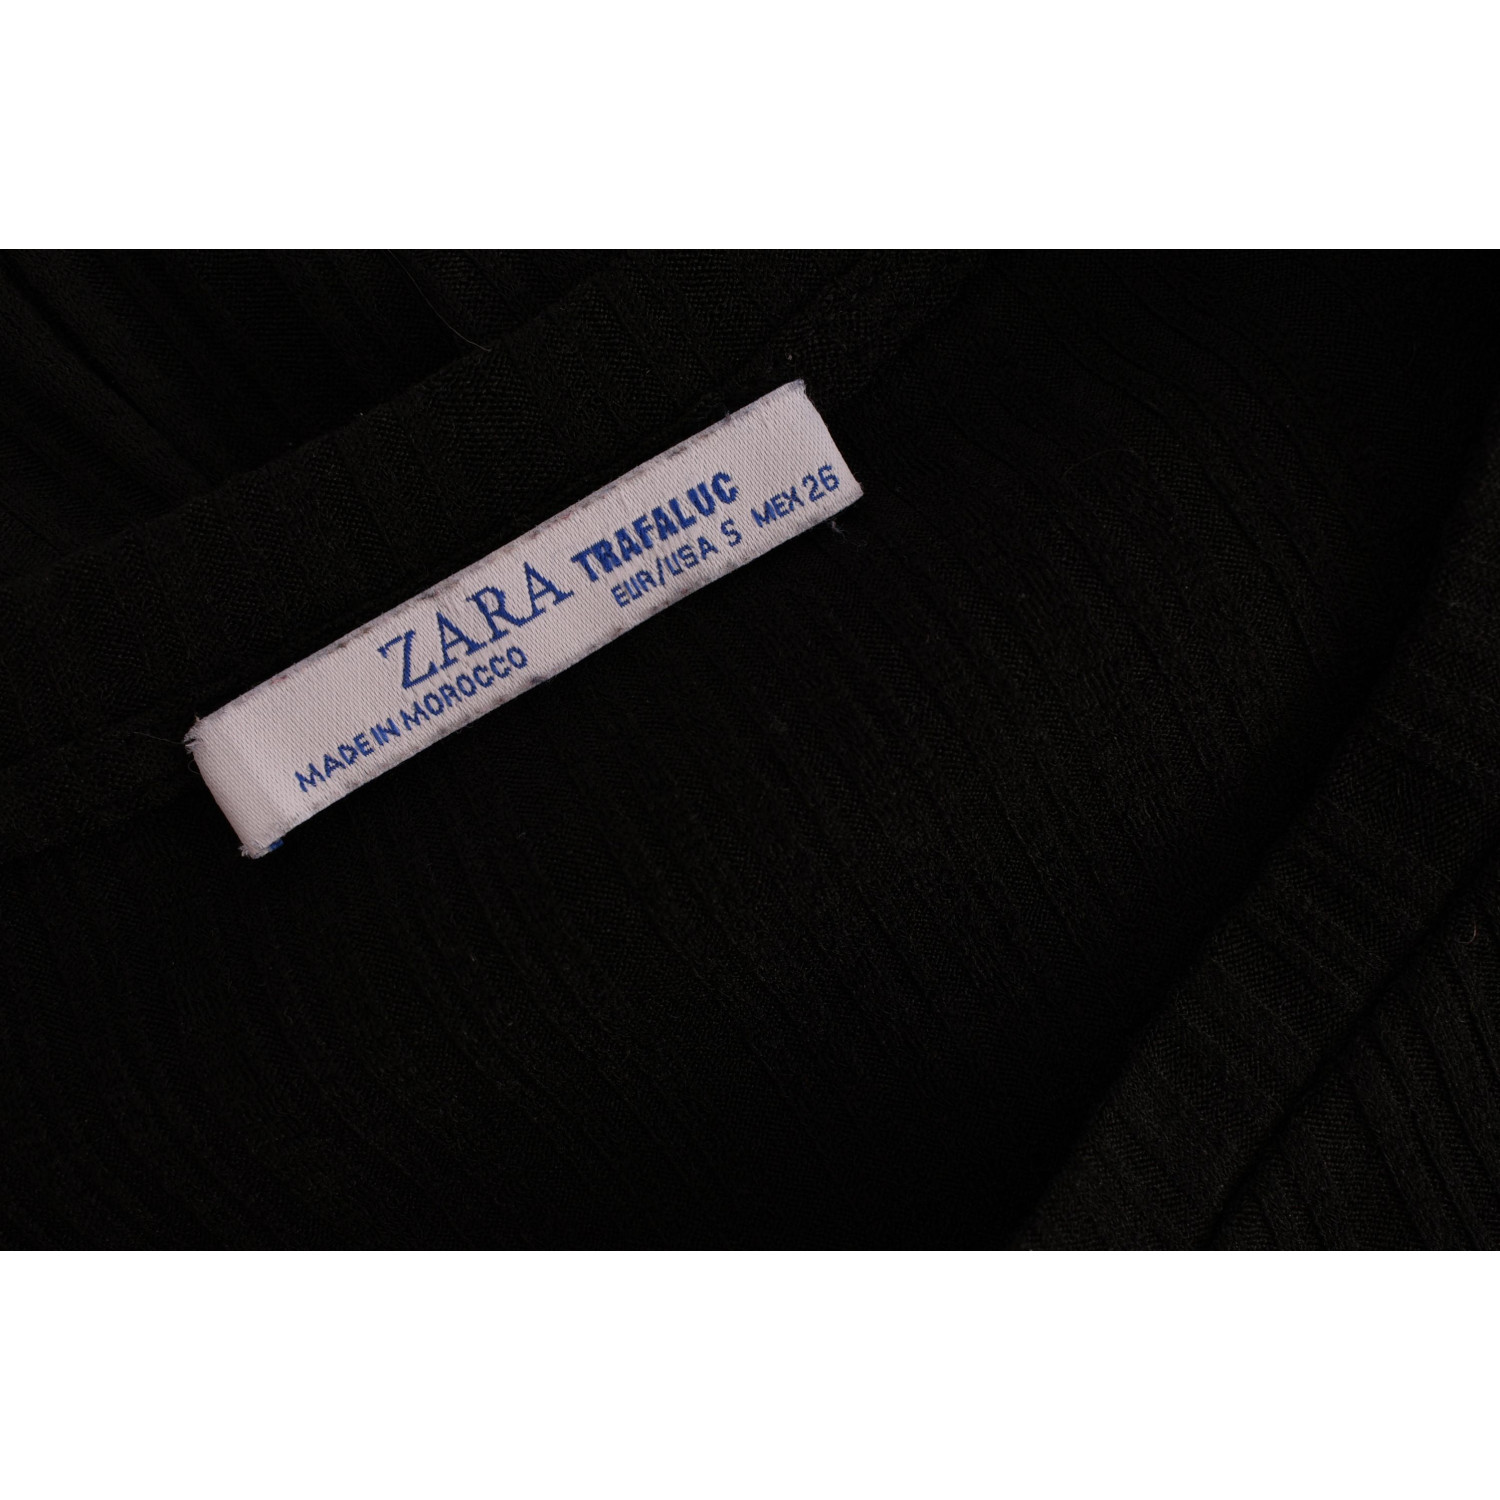 ZARA TRAFALUC
MADE IN MOROCCO EUR/USA S MEX 26